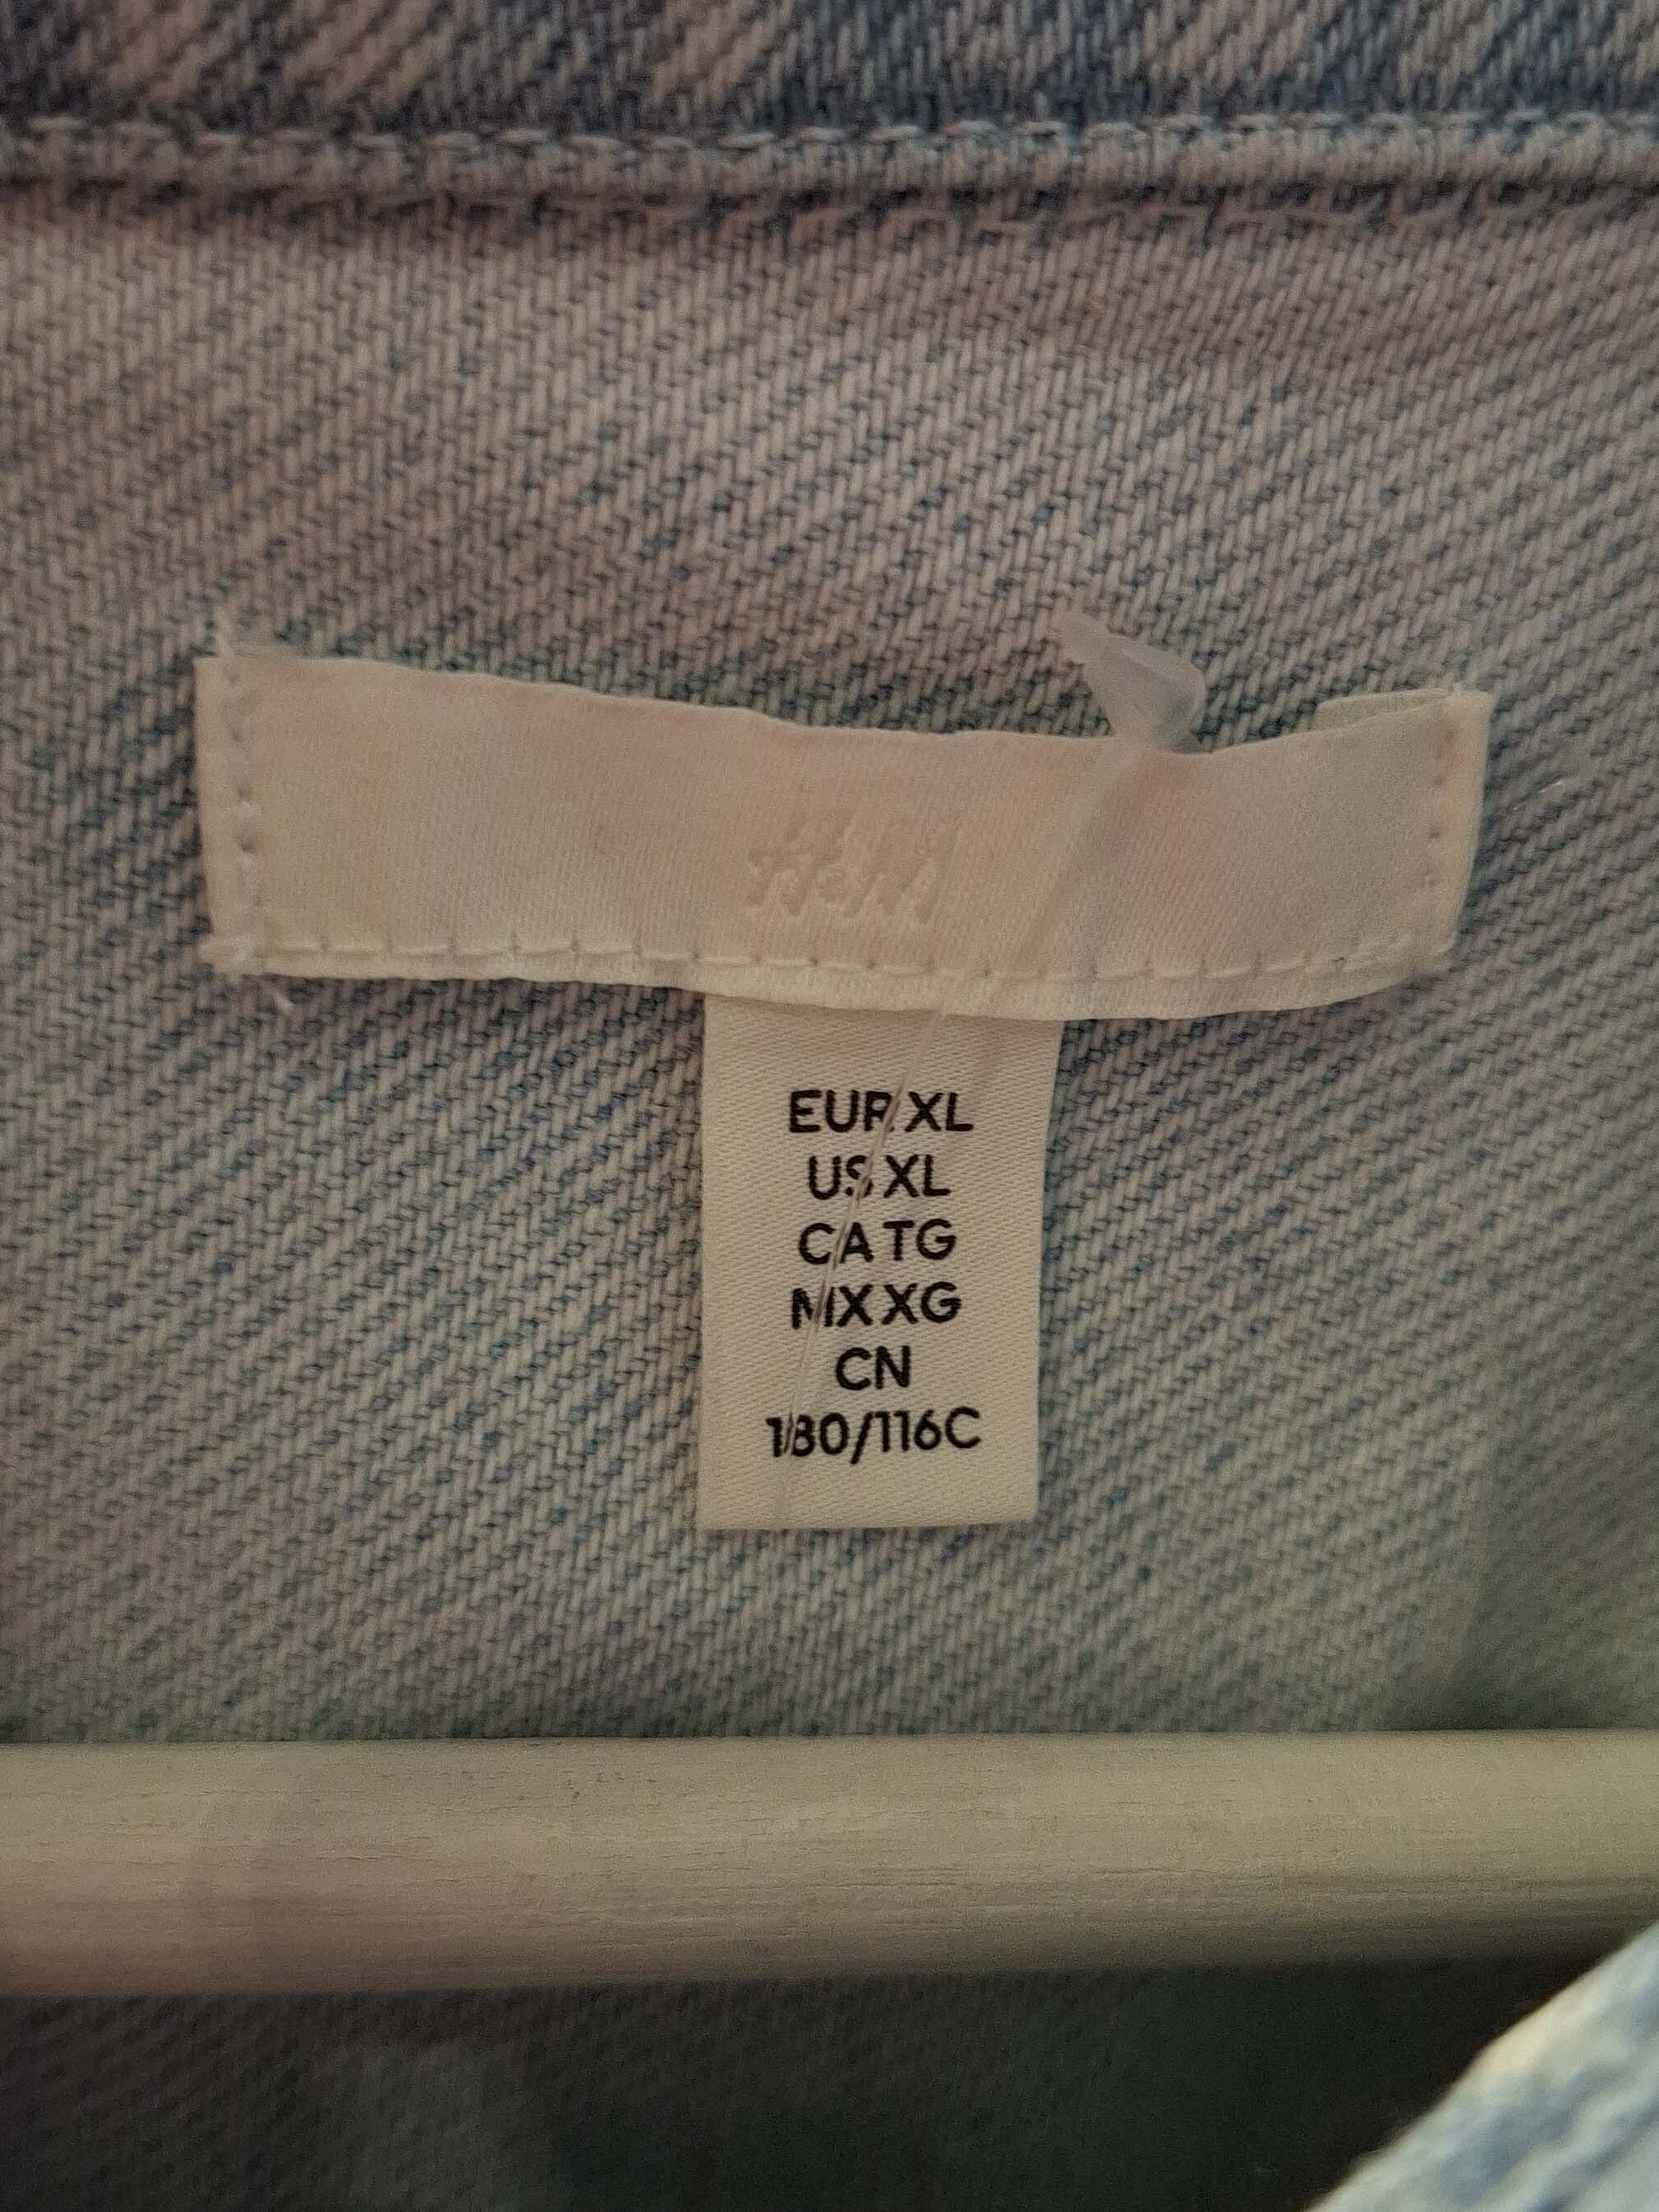 H&M
EUR XL
US XL
CA TG
MX XG
CN
180/116C